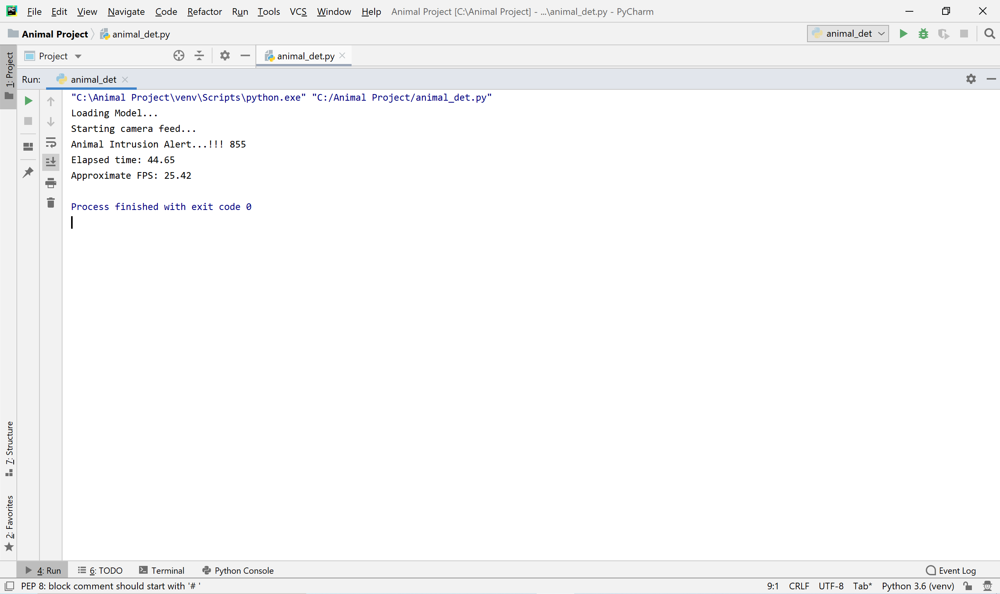 PC File Edit View Navigate Code Refactor Run Tools VCS Window Help Animal Project [C:\Animal Project] - ...\animal_det.py - PyCharm
Animal Project animal_det.py animal_det
1: Project
Project animal_det.py
Run: animal_det
"C:\Animal Project\venv\Scripts\python.exe" "C:/Animal Project/animal_det.py"
Loading Model...
Starting camera feed...
Animal Intrusion Alert...!!! 855
Elapsed time: 44.65
Approximate FPS: 25.42
Process finished with exit code 0
7: Structure
2: Favorites
4: Run 6: TODO Terminal Python Console Event Log
PEP 8: block comment should start with '# ' 9:1 CRLF UTF-8 Tab* Python 3.6 (venv)